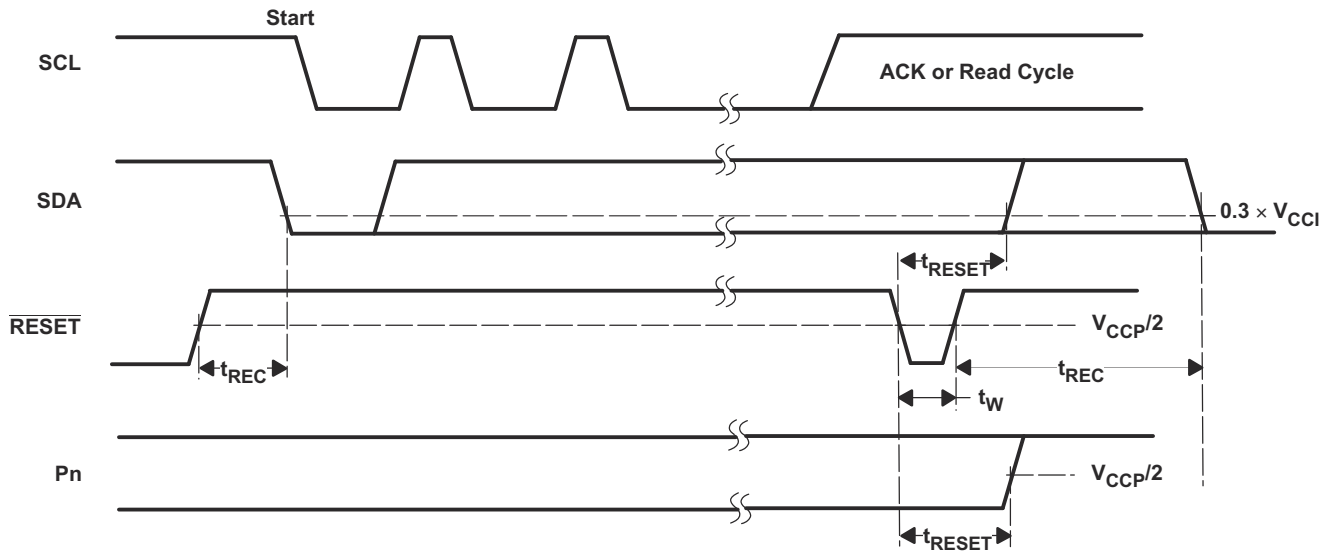 Start
SCL
ACK or Read Cycle
SDA
0.3 × VCCI
tRESET
RESET
VCCP/2
tREC
tREC
tW
Pn
VCCP/2
tRESET